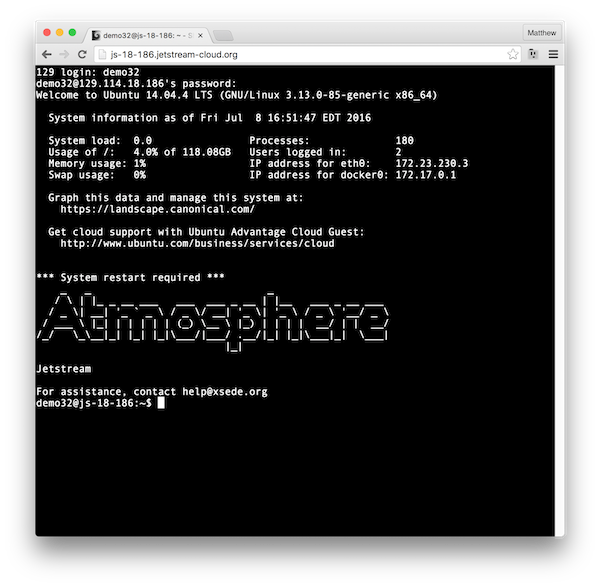 demo32@js-18-186: ~ - S
Matthew
js-18-186.jetstream-cloud.org
129 login: demo32
demo32@129.114.18.186's password:
Welcome to Ubuntu 14.04.4 LTS (GNU/Linux 3.13.0-85-generic x86_64)
System information as of Fri Jul  8 16:51:47 EDT 2016
System load:  0.0                Processes:              180
Usage of /:   4.0% of 118.08GB   Users logged in:        2
Memory usage: 1%                 IP address for eth0:    172.23.230.3
Swap usage:   0%                 IP address for docker0: 172.17.0.1
Graph this data and manage this system at:
https://landscape.canonical.com/
Get cloud support with Ubuntu Advantage Cloud Guest:
http://www.ubuntu.com/business/services/cloud
*** System restart required ***
Atmosphere
Jetstream
For assistance, contact help@xsede.org
demo32@js-18-186:~$